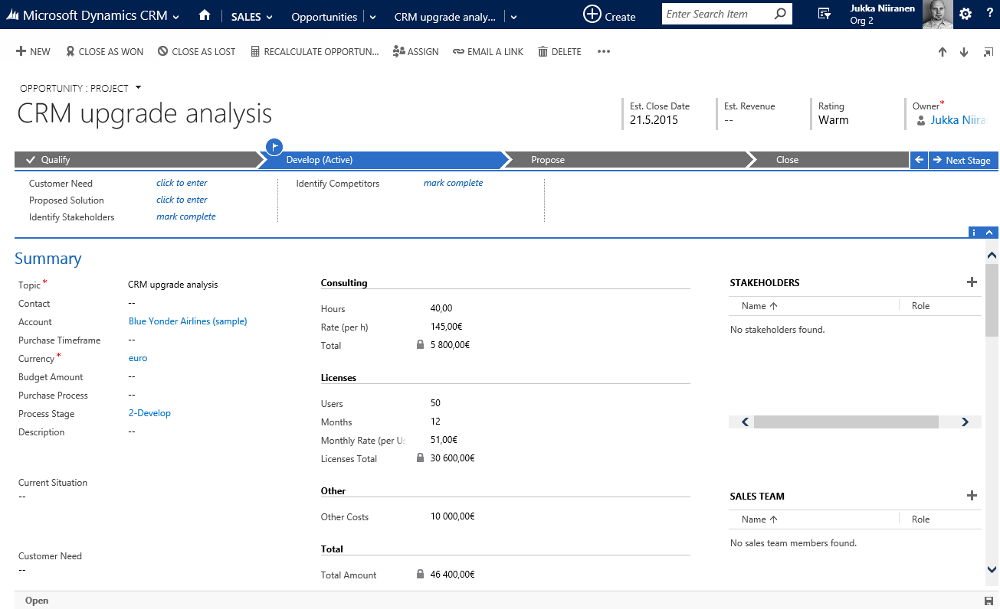 Microsoft Dynamics CRM SALES Opportunities CRM upgrade analy... Create Enter Search Item Jukka Niiranen ?
Org 2
NEW CLOSE AS WON CLOSE AS LOST RECALCULATE OPPORTUN... ASSIGN EMAIL A LINK DELETE •••
OPPORTUNITY : PROJECT
CRM upgrade analysis
Est. Close Date Est. Revenue Rating Owner*
21.5.2015 -- Warm Jukka Niira
Qualify Develop (Active) Propose Close Next Stage
Customer Need click to enter Identify Competitors mark complete
Proposed Solution click to enter
Identify Stakeholders mark complete
i
Summary
Topic* CRM upgrade analysis
Contact --
Account Blue Yonder Airlines (sample)
Purchase Timeframe --
Currency* euro
Budget Amount --
Purchase Process --
Process Stage 2-Develop
Description --
Current Situation
--
Customer Need
--
Consulting
Hours 40,00
Rate (per h) 145,00€
Total 5 800,00€
Licenses
Users 50
Months 12
Monthly Rate (per Us 51,00€
Licenses Total 30 600,00€
Other
Other Costs 10 000,00€
Total
Total Amount 46 400,00€
STAKEHOLDERS
Name Role
No stakeholders found.
SALES TEAM
Name Role
No sales team members found.
Open